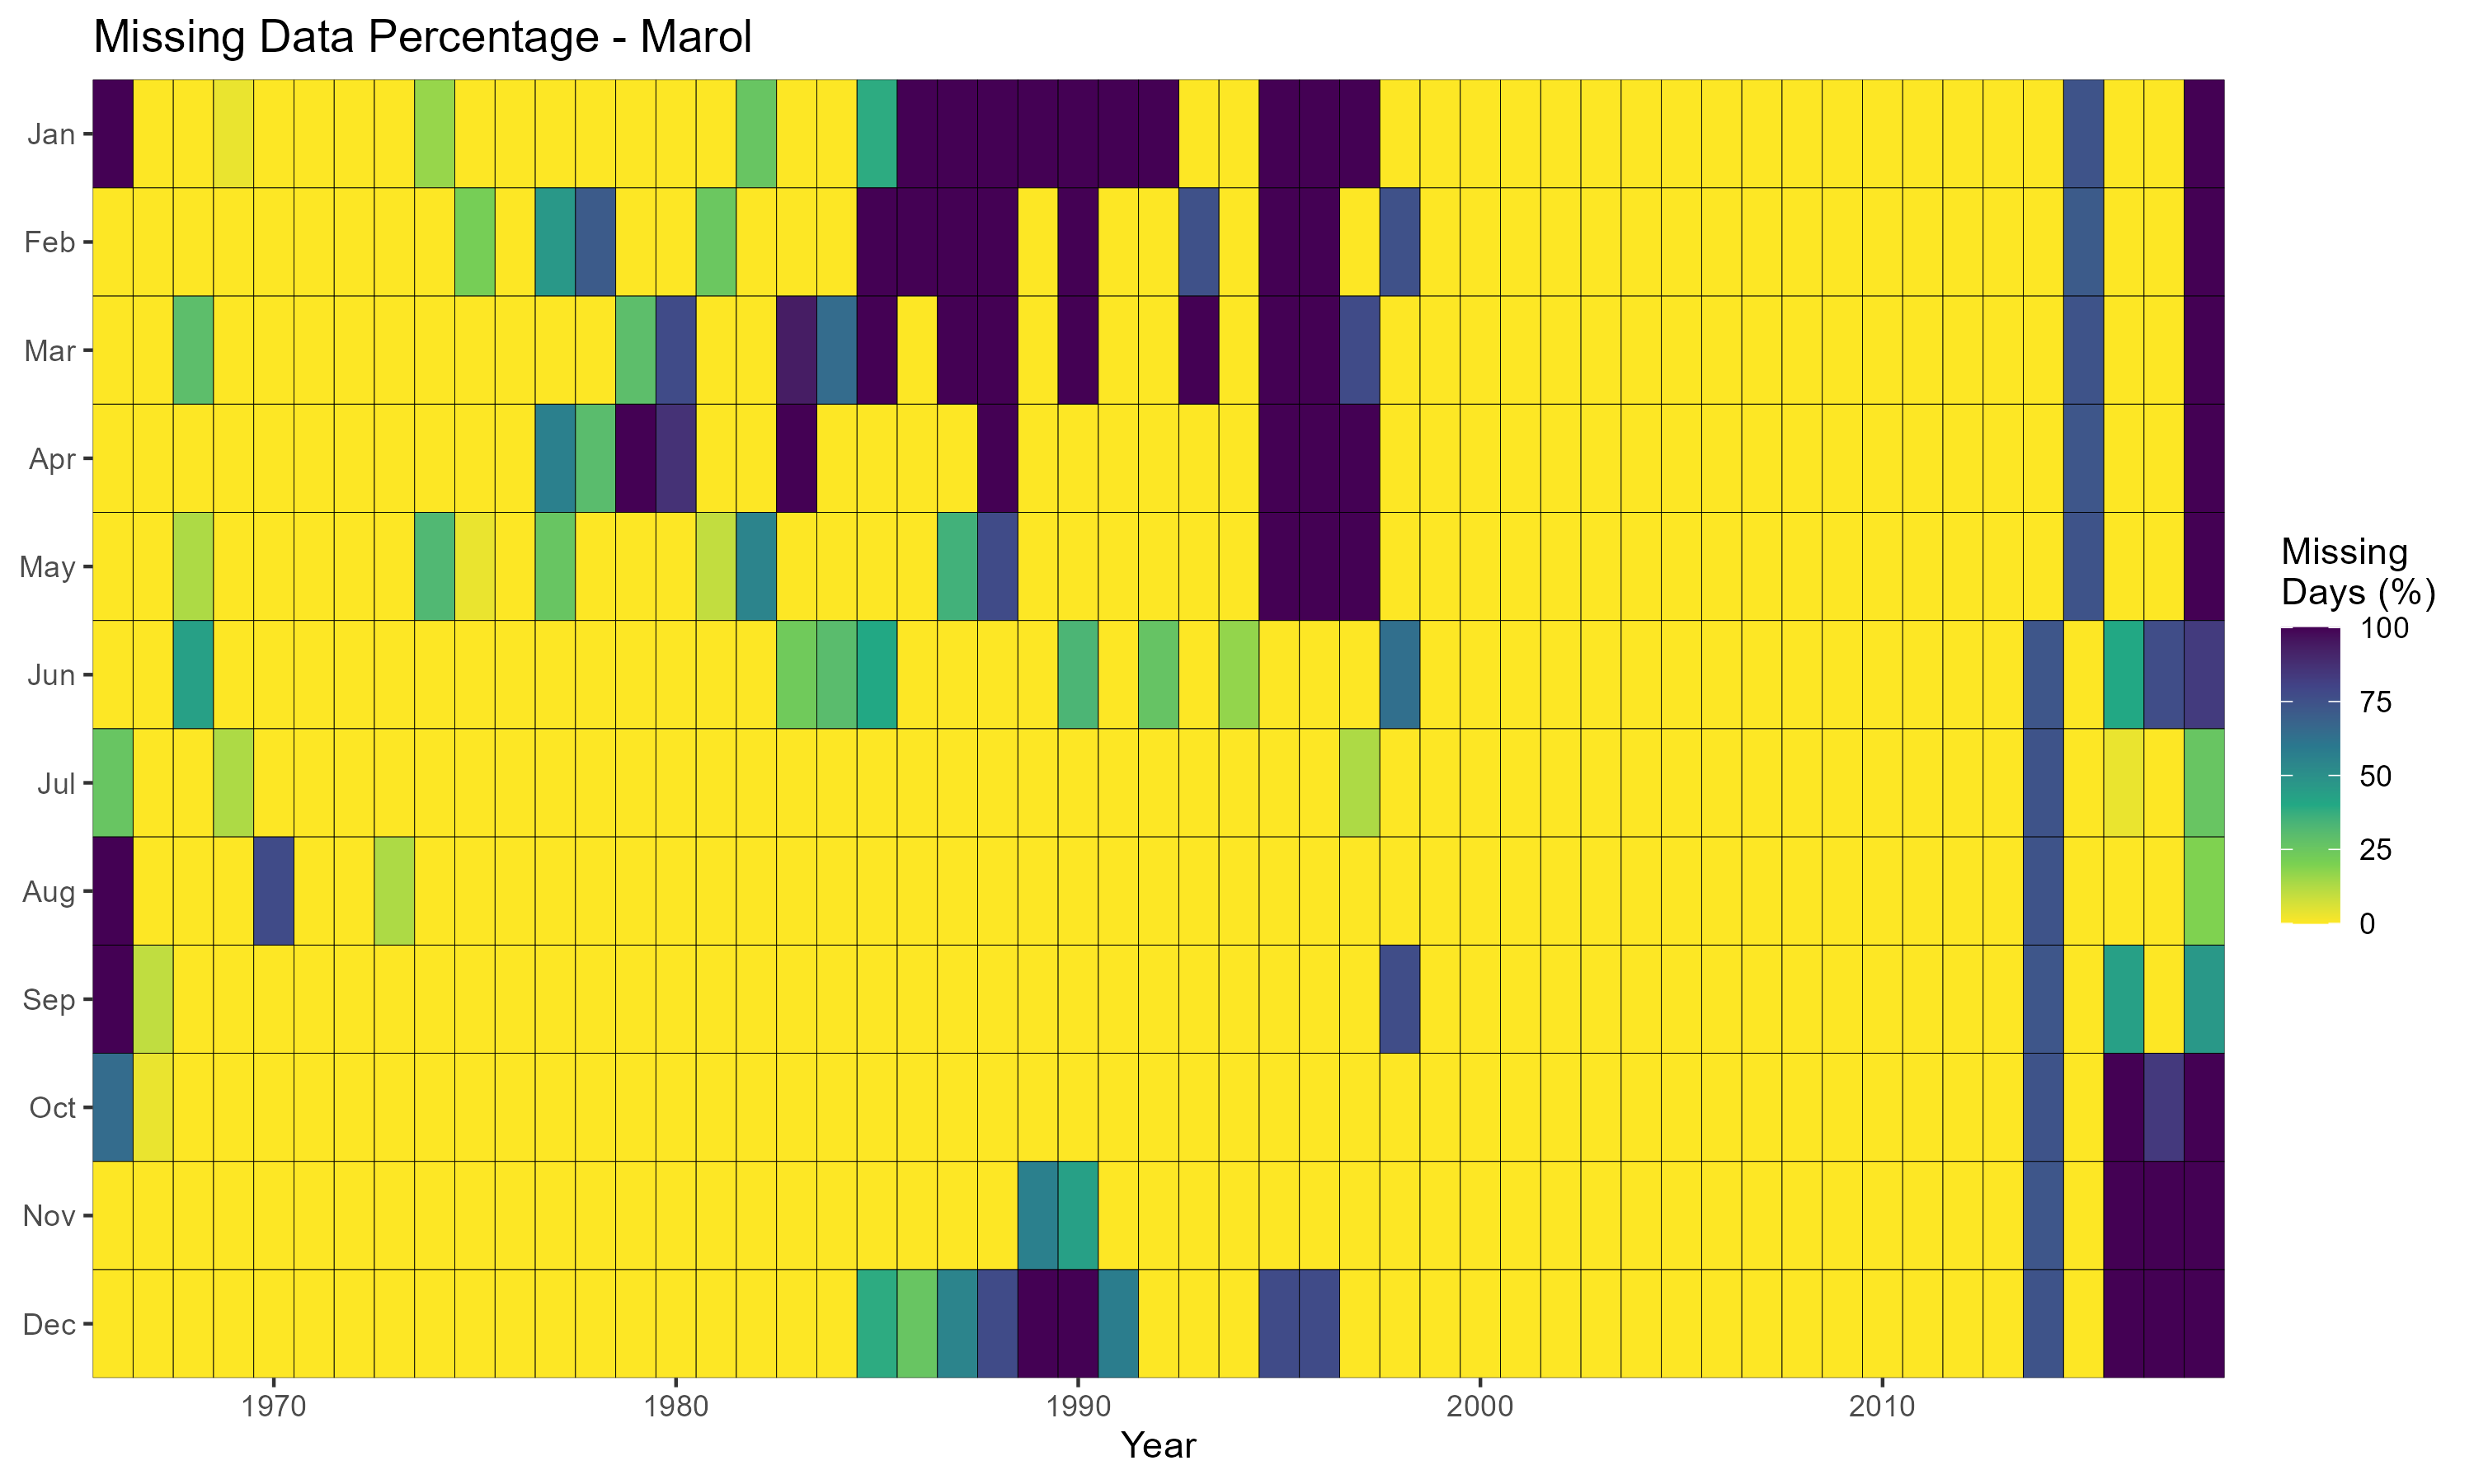 Missing Data Percentage - Marol
Jan
Feb
Mar
Apr
May
Jun
Jul
Aug
Sep
Oct
Nov
Dec
1970
1980
1990
2000
2010
Year
Missing
Days (%)
100
75
50
25
0